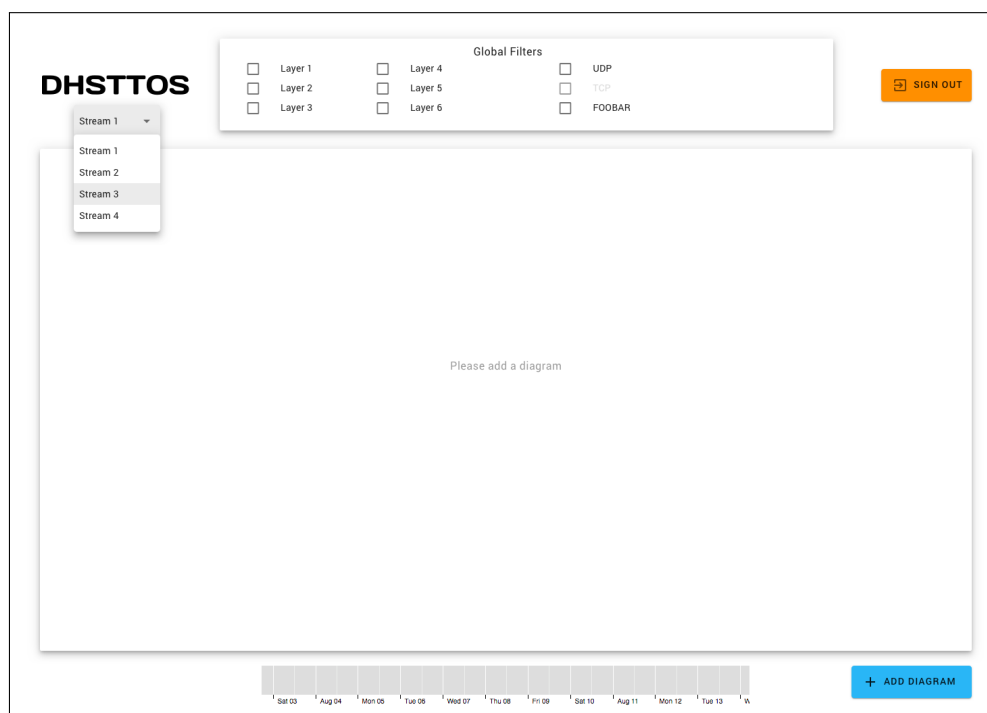 Global Filters
Layer 1 Layer 4 UDP
DHSTTOS
Layer 2 Layer 5 TCP
SIGN OUT
Layer 3 Layer 6 FOOBAR
Stream 1
Stream 1
Stream 2
Stream 3
Stream 4
Please add a diagram
ADD DIAGRAM
Sat 03 Aug 04 Mon 05 Tue 06 Wed 07 Thu 08 Fri 09 Sat 10 Aug 11 Mon 12 Tue 13